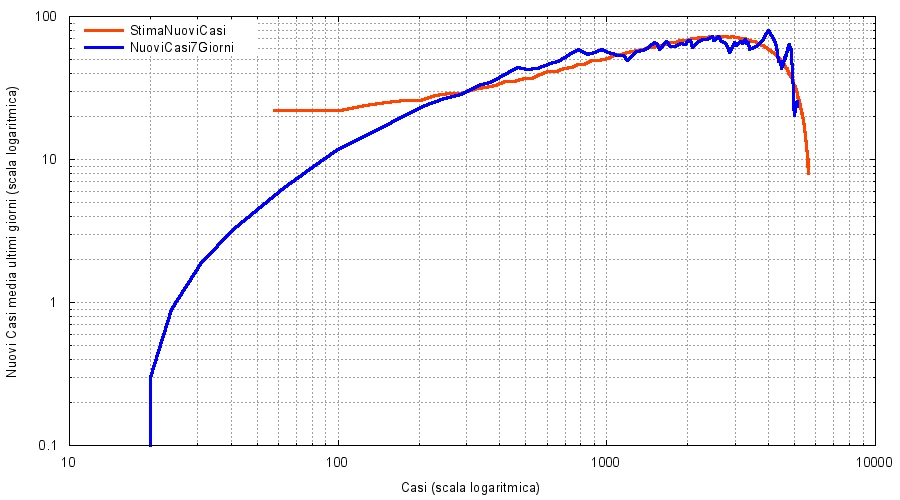 StimaNuoviCasi
NuoviCasi7Giorni
100
10
1
0.1
Nuovi Casi media ultimi giorni (scala logaritmica)
10
100
1000
10000
Casi (scala logaritmica)